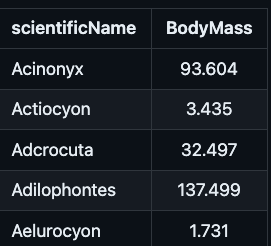 scientificName BodyMass
Acinonyx 93.604
Actiocyon 3.435
Adcrocuta 32.497
Adilophontes 137.499
Aelurocyon 1.731